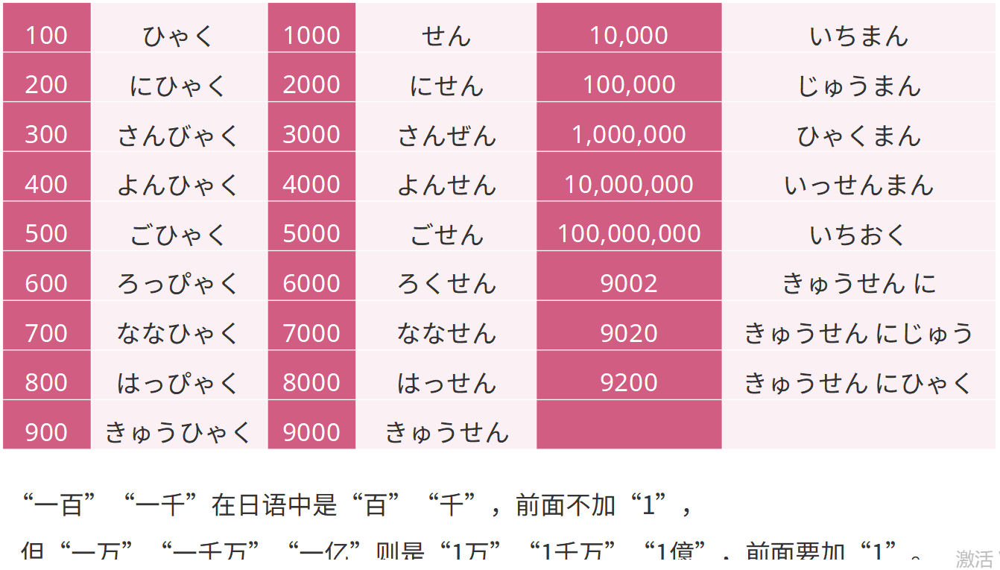 100 ひゃく 1000 せん 10,000 いちまん
200 にひゃく 2000 にせん 100,000 じゅうまん
300 さんびゃく 3000 さんぜん 1,000,000 ひゃくまん
400 よんひゃく 4000 よんせん 10,000,000 いっせんまん
500 ごひゃく 5000 ごせん 100,000,000 いちおく
600 ろっぴゃく 6000 ろくせん 9002 きゅうせん に
700 ななひゃく 7000 ななせん 9020 きゅうせん にじゅう
800 はっぴゃく 8000 はっせん 9200 きゅうせん にひゃく
900 きゅうひゃく 9000 きゅうせん
“一百” “一千”在日语中是“百” “千”，前面不加“1”，
但“一万” “一千万” “一亿”则是“1万” “1千万” “1億”，前面要加“1”。
激活